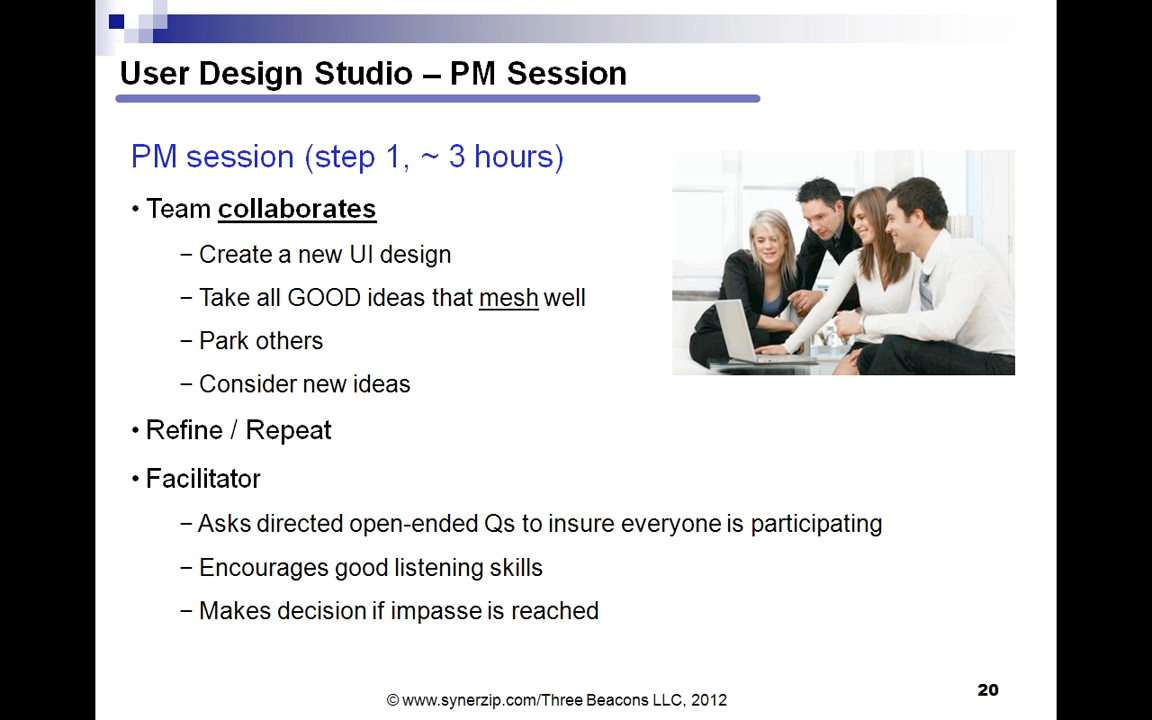 User Design Studio – PM Session
PM session (step 1, ~ 3 hours)
• Team collaborates
− Create a new UI design
− Take all GOOD ideas that mesh well
− Park others
− Consider new ideas
• Refine / Repeat
• Facilitator
− Asks directed open-ended Qs to insure everyone is participating
− Encourages good listening skills
− Makes decision if impasse is reached
© www.synerzip.com/Three Beacons LLC, 2012
20